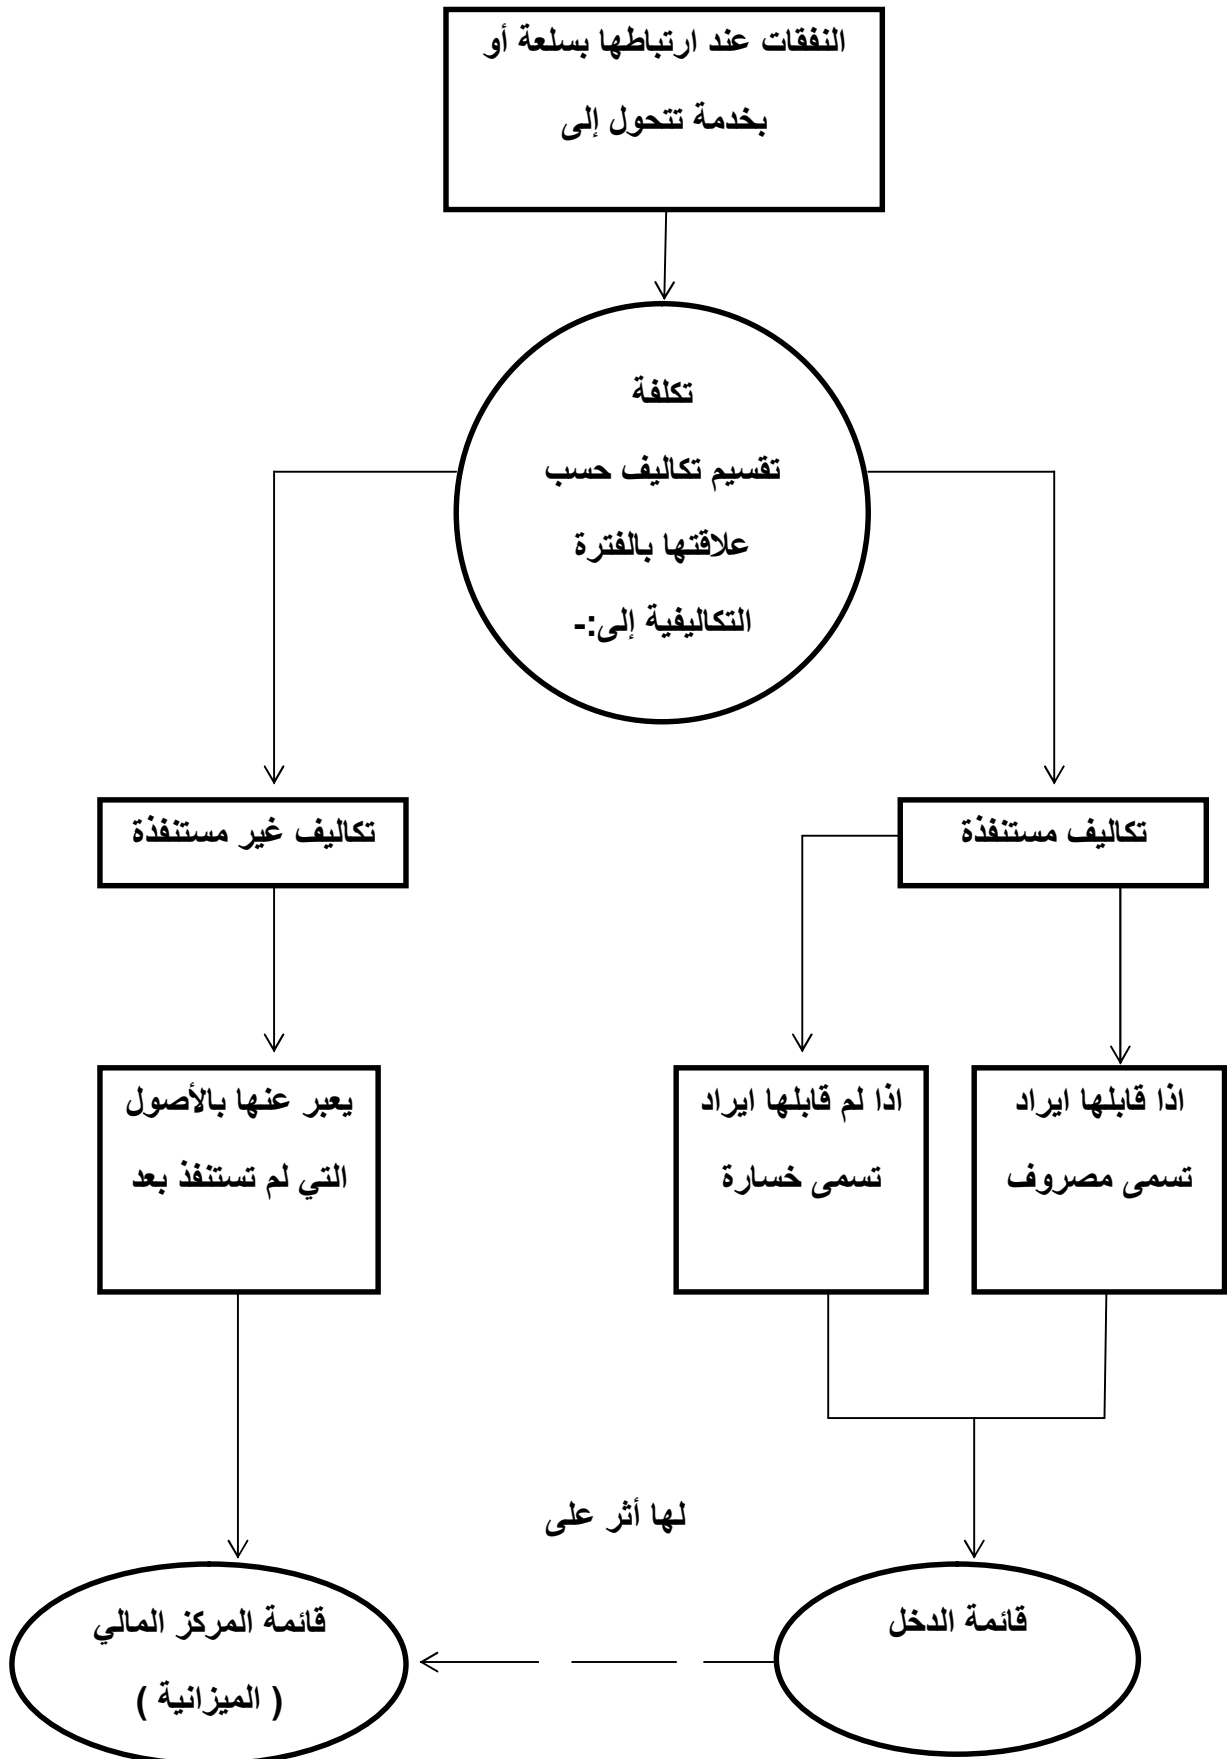 النفقات عند ارتباطها بسلعة أو
بخدمة تتحول إلى
تكلفة
تقسيم تكاليف حسب
علاقتها بالفترة
التكاليفية إلى:-
تكاليف مستنفذة
تكاليف غير مستنفذة
اذا قابلها ايراد
تسمى مصروف
اذا لم قابلها ايراد
تسمى خسارة
يعبر عنها بالأصول
التي لم تستنفذ بعد
لها أثر على
قائمة الدخل
قائمة المركز المالي
( الميزانية )